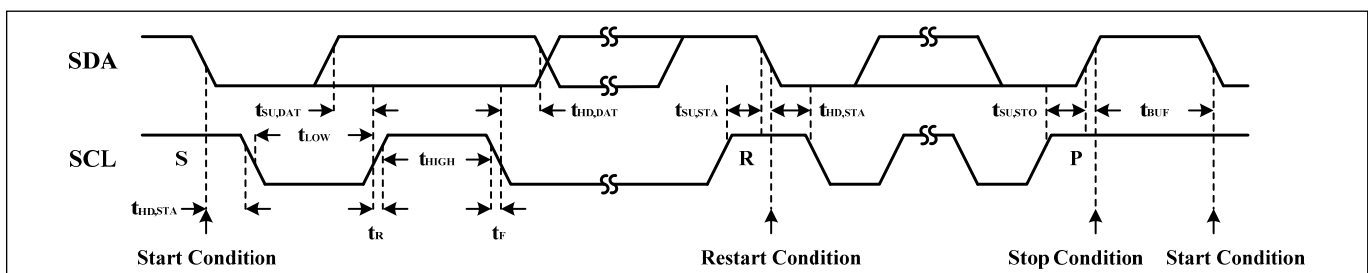 SDA
tSU,DAT tHD,DAT tSU,STA tHD,STA tSU,STO tBUF
tLOW
SCL S tHIGH R P
tHD,STA
tR tF
Start Condition Restart Condition Stop Condition Start Condition